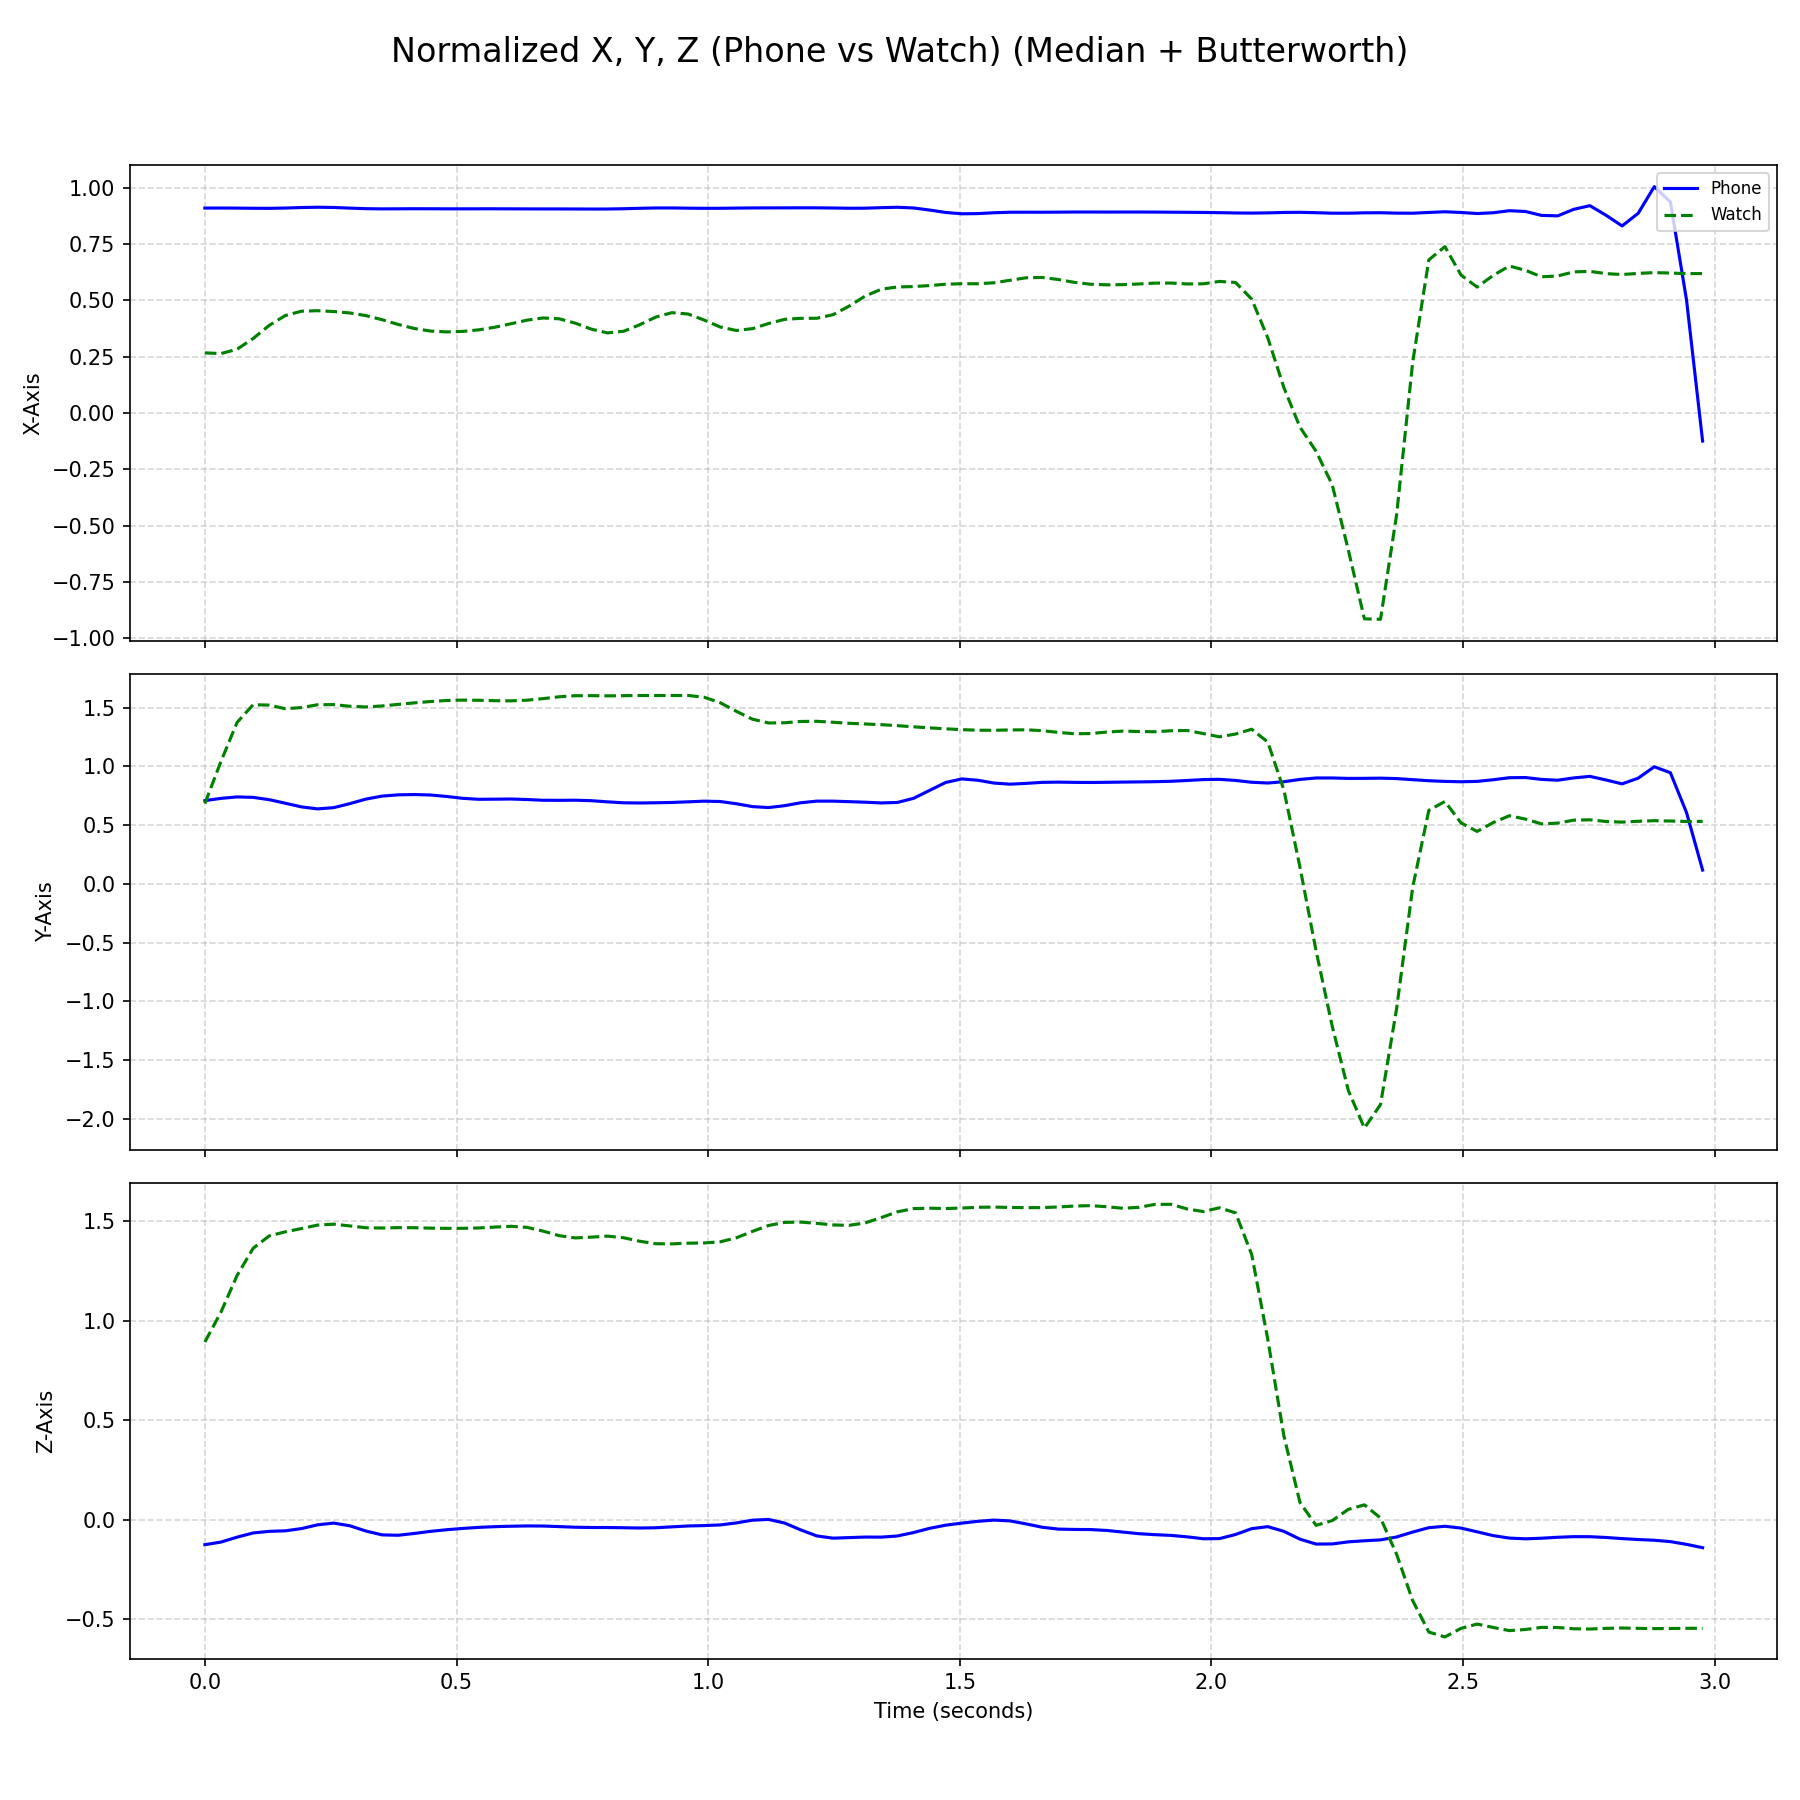 Normalized X, Y, Z (Phone vs Watch) (Median + Butterworth)
Phone
Watch
1.00
0.75
0.50
0.25
0.00
−0.25
−0.50
−0.75
−1.00
X-Axis
1.5
1.0
0.5
0.0
−0.5
−1.0
−1.5
−2.0
Y-Axis
1.5
1.0
0.5
0.0
−0.5
Z-Axis
0.0 0.5 1.0 1.5 2.0 2.5 3.0
Time (seconds)